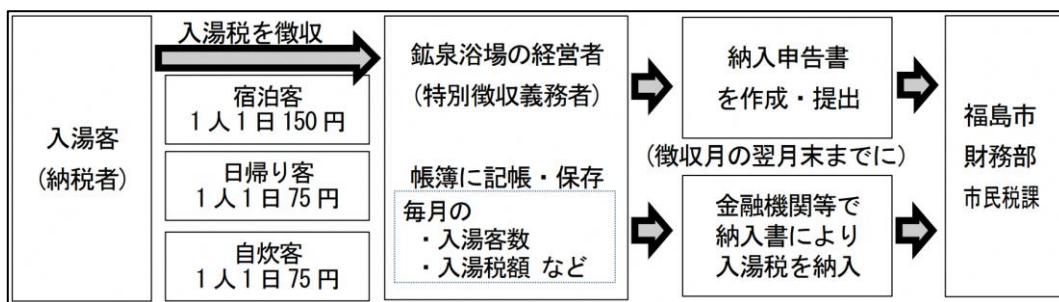 入湯客
(納税者)
入湯税を徴収
宿泊客
1人1日150円
日帰り客
1人1日75円
自炊客
1人1日75円
鉱泉浴場の経営者
(特別徴収義務者)
帳簿に記帳・保存
毎月の
・入湯客数
・入湯税額 など
納入申告書
を作成・提出
(徴収月の翌月末までに)
金融機関等で
納入書により
入湯税を納入
福島市
財務部
市民税課